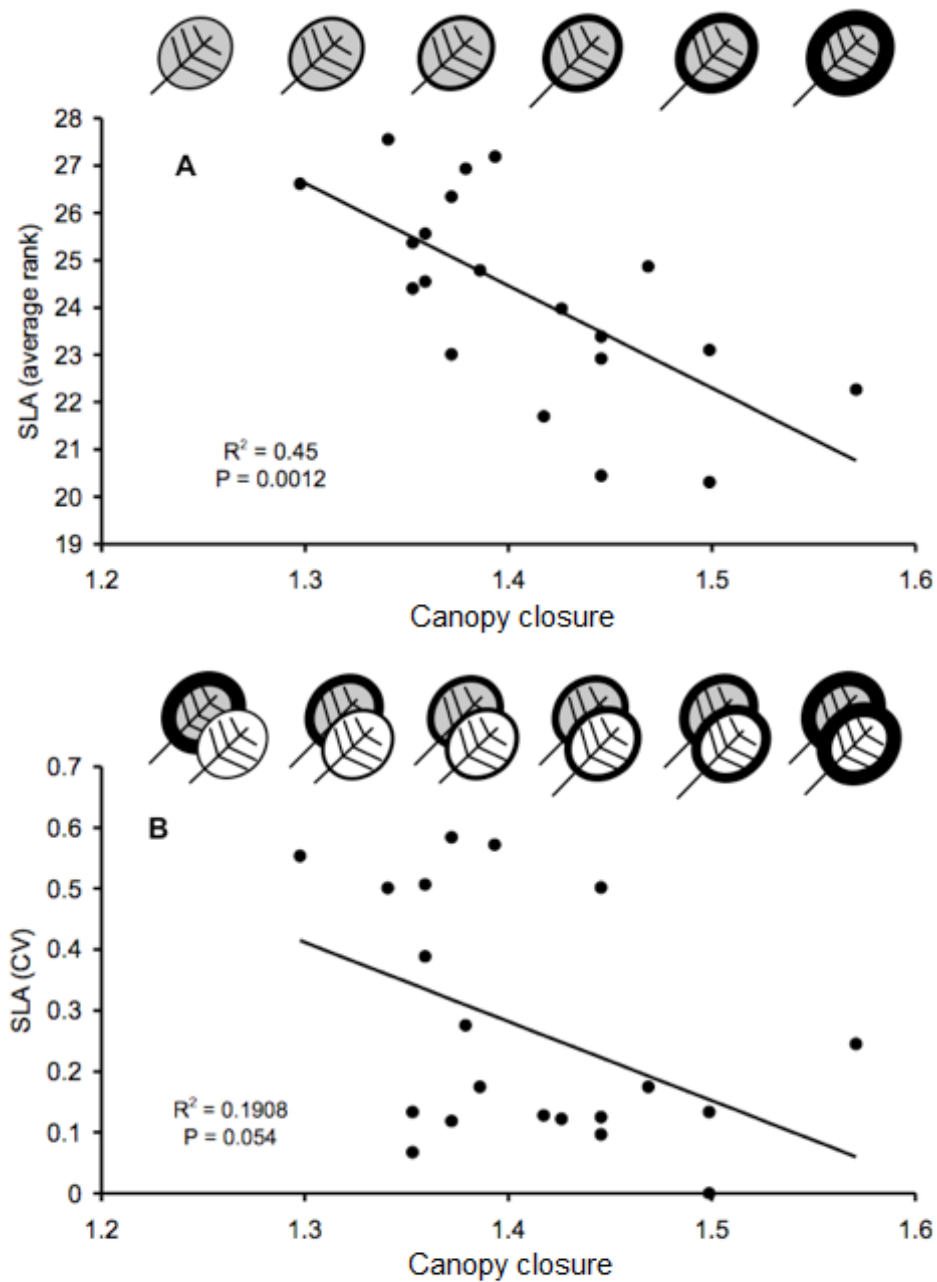 28
27
26
25
24
23
22
21
20
19
A
SLA (average rank)
R² = 0.45
P = 0.0012
1.2 1.3 1.4 1.5 1.6
Canopy closure
0.7
0.6
0.5
0.4
0.3
0.2
0.1
0
B
SLA (CV)
R² = 0.1908
P = 0.054
1.2 1.3 1.4 1.5 1.6
Canopy closure